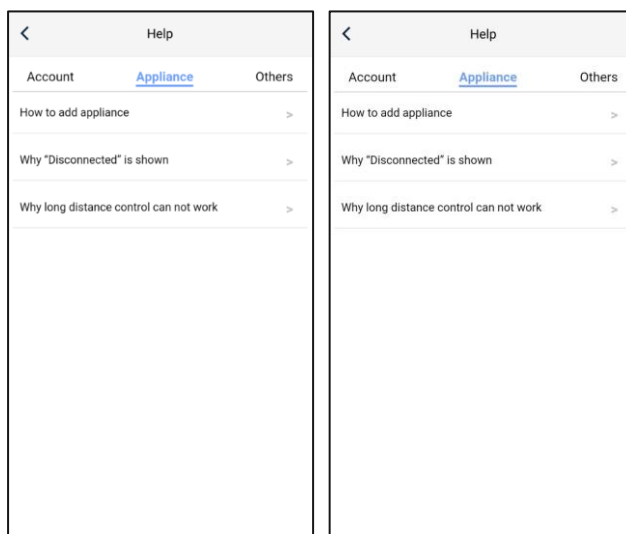 Help
Account Appliance Others
How to add appliance >
Why “Disconnected” is shown >
Why long distance control can not work >
Help
Account Appliance Others
How to add appliance >
Why “Disconnected” is shown >
Why long distance control can not work >